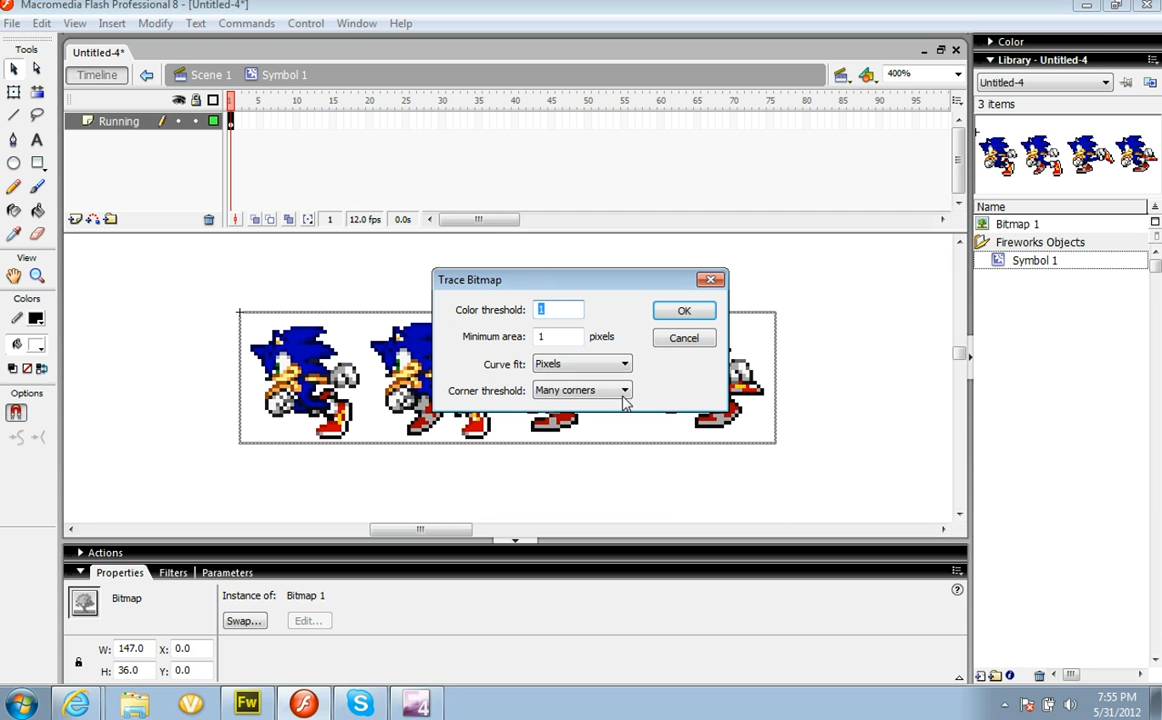 Macromedia Flash Professional 8 - [Untitled-4*]
File Edit View Insert Modify Text Commands Control Window Help
Tools
View
Colors
Options
Untitled-4*
Timeline Scene 1 Symbol 1 400%
1 5 10 15 20 25 30 35 40 45 50 55 60 65 70 75 80 85 90 95
Running
1 12.0 fps 0.0s
Trace Bitmap
Color threshold: 1 OK
Minimum area: 1 pixels Cancel
Curve fit: Pixels
Corner threshold: Many corners
Actions
Properties Filters Parameters
Bitmap
Instance of: Bitmap 1
Swap... Edit...
W: 147.0 X: 0.0
H: 36.0 Y: 0.0
Color
Library - Untitled-4
Untitled-4
3 items
Name
Bitmap 1
Fireworks Objects
Symbol 1
Fw
4
7:55 PM
5/31/2012